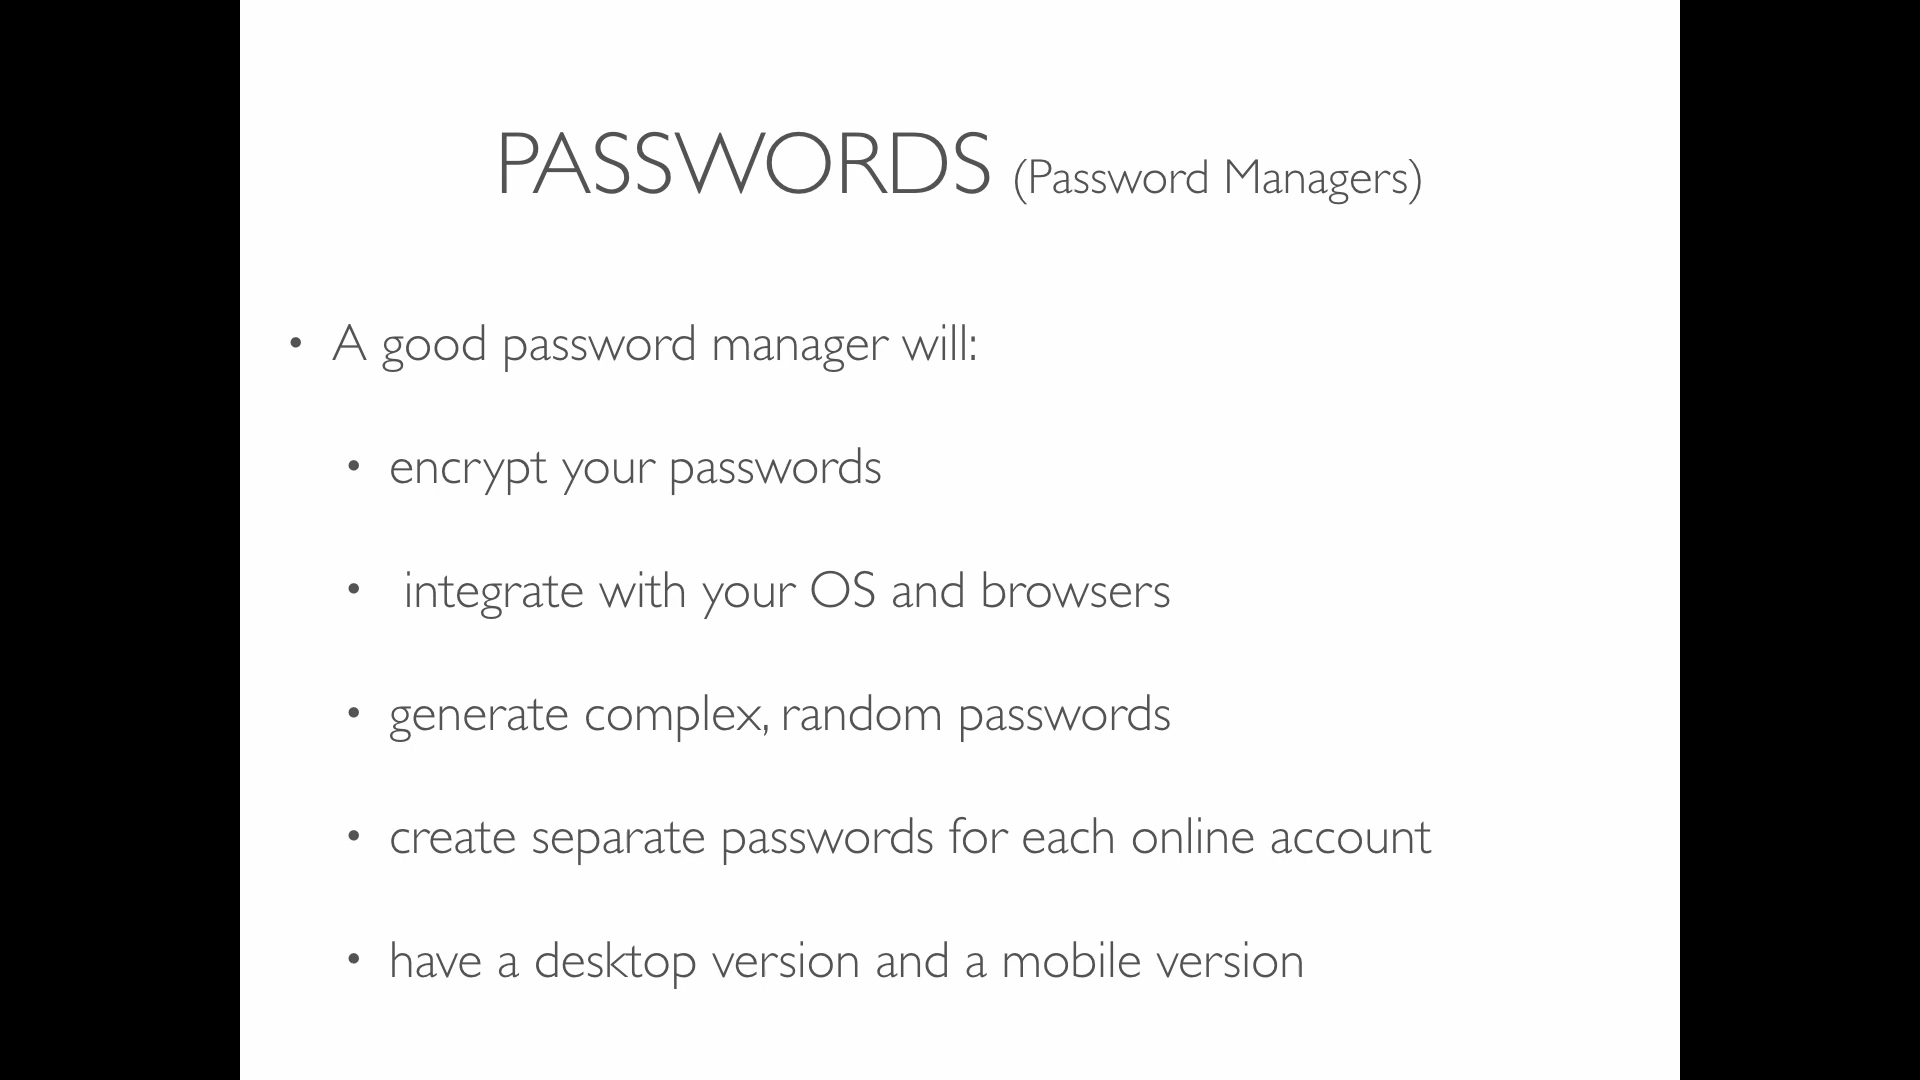 PASSWORDS (Password Managers)
• A good password manager will:
• encrypt your passwords
• integrate with your OS and browsers
• generate complex, random passwords
• create separate passwords for each online account
• have a desktop version and a mobile version